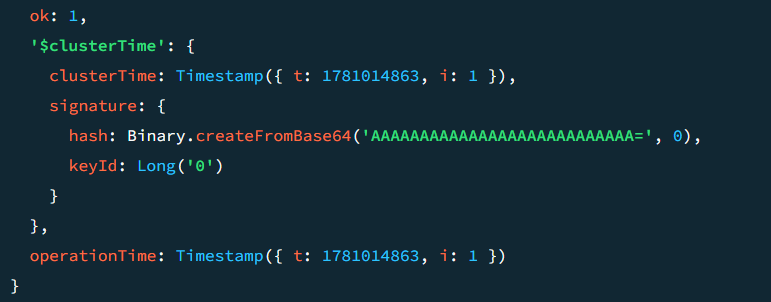 ok: 1,
'$clusterTime': {
clusterTime: Timestamp({ t: 1781014863, i: 1 }),
signature: {
hash: Binary.createFromBase64('AAAAAAAAAAAAAAAAAAAAAAAAAAA=', 0),
keyId: Long('0')
}
},
operationTime: Timestamp({ t: 1781014863, i: 1 })
}